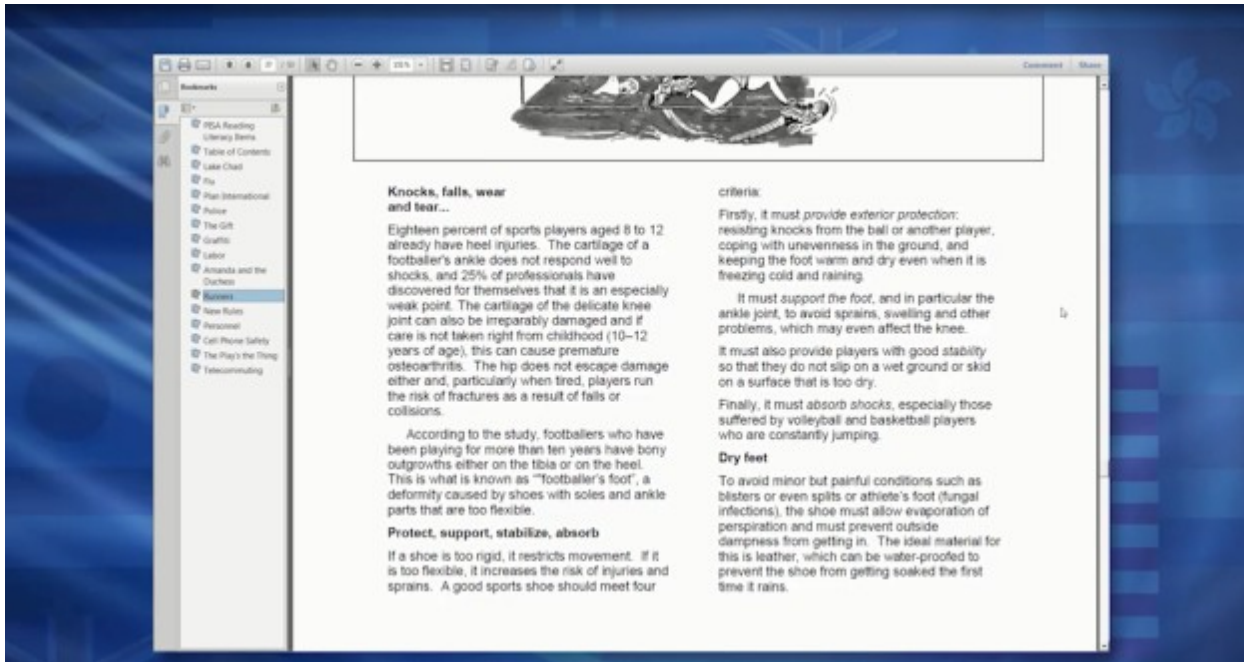 Comment
Share
Bookmarks
PISA Reading
Literacy Items
Table of Contents
Lake Chad
Flu
Plan International
Police
The Gift
Graffiti
Labor
Amanda and the
Duchess
Runners
New Rules
Personnel
Cell Phone Safety
The Play's the Thing
Telecommuting
Knocks, falls, wear
and tear...
Eighteen percent of sports players aged 8 to 12
already have heel injuries. The cartilage of a
footballer's ankle does not respond well to
shocks, and 25% of professionals have
discovered for themselves that it is an especially
weak point. The cartilage of the delicate knee
joint can also be irreparably damaged and if
care is not taken right from childhood (10–12
years of age), this can cause premature
osteoarthritis. The hip does not escape damage
either and, particularly when tired, players run
the risk of fractures as a result of falls or
collisions.
According to the study, footballers who have
been playing for more than ten years have bony
outgrowths either on the tibia or on the heel.
This is what is known as "“footballer's foot”, a
deformity caused by shoes with soles and ankle
parts that are too flexible.
Protect, support, stabilize, absorb
If a shoe is too rigid, it restricts movement. If it
is too flexible, it increases the risk of injuries and
sprains. A good sports shoe should meet four
criteria:
Firstly, it must provide exterior protection:
resisting knocks from the ball or another player,
coping with unevenness in the ground, and
keeping the foot warm and dry even when it is
freezing cold and raining.
It must support the foot, and in particular the
ankle joint, to avoid sprains, swelling and other
problems, which may even affect the knee.
It must also provide players with good stability
so that they do not slip on a wet ground or skid
on a surface that is too dry.
Finally, it must absorb shocks, especially those
suffered by volleyball and basketball players
who are constantly jumping.
Dry feet
To avoid minor but painful conditions such as
blisters or even splits or athlete's foot (fungal
infections), the shoe must allow evaporation of
perspiration and must prevent outside
dampness from getting in. The ideal material for
this is leather, which can be water-proofed to
prevent the shoe from getting soaked the first
time it rains.